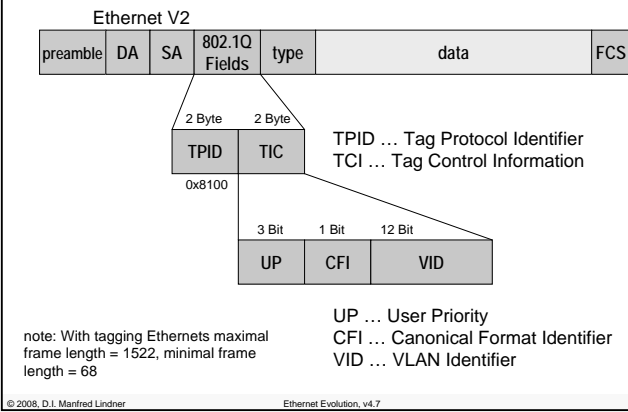 Ethernet V2
preamble DA SA 802.1Q Fields type data FCS
2 Byte 2 Byte
TPID TIC
0x8100
TPID … Tag Protocol Identifier
TCI … Tag Control Information
3 Bit 1 Bit 12 Bit
UP CFI VID
UP … User Priority
CFI … Canonical Format Identifier
VID … VLAN Identifier
note: With tagging Ethernets maximal
frame length = 1522, minimal frame
length = 68
© 2008, D.I. Manfred Lindner Ethernet Evolution, v4.7